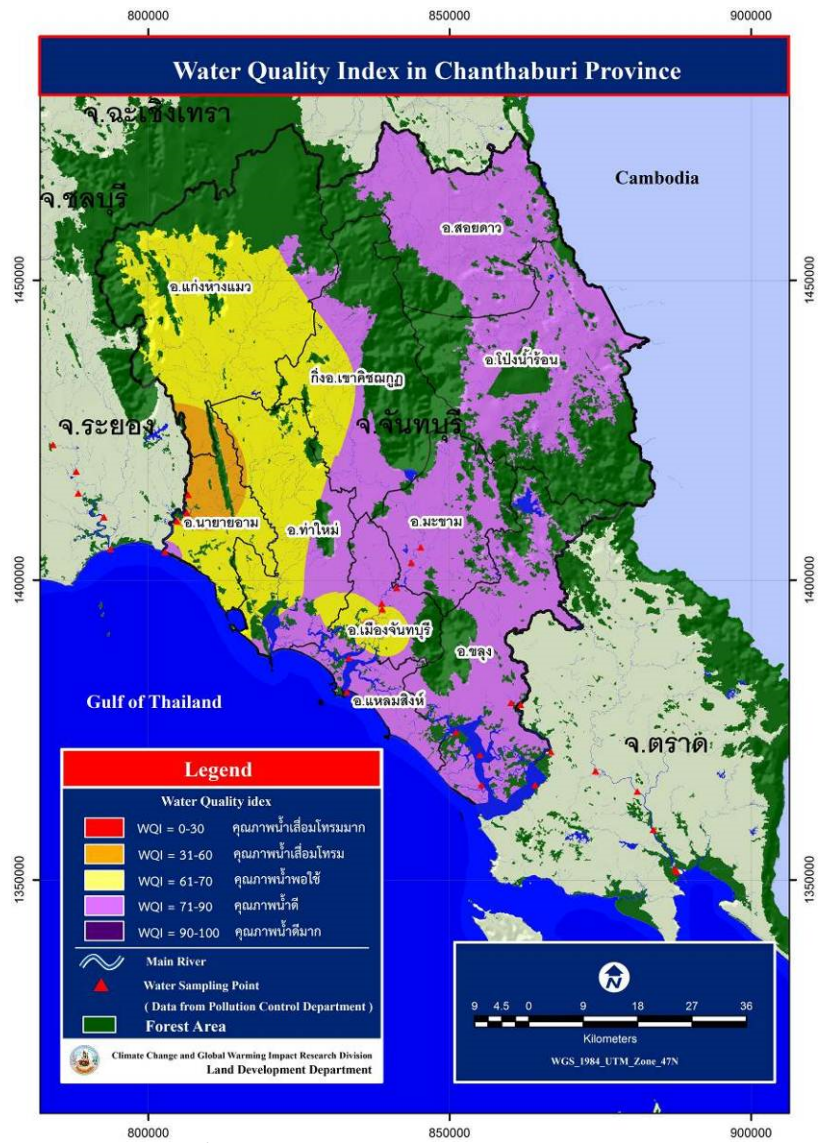 800000
850000
900000
Water Quality Index in Chanthaburi Province
จ.ฉะเชิงเทรา
Cambodia
จ.ชลบุรี
อ.สอยดาว
1450000
1450000
อ.แก่งหางแมว
อ.โป่งน้ำร้อน
กิ่งอ.เขาคิชฌกูฏ
จ.ระยอง
จ.จันทบุรี
อ.นายายอาม
อ.ท่าใหม่
อ.มะขาม
1400000
1400000
อ.เมืองจันทบุรี
อ.ขลุง
Gulf of Thailand
อ.แหลมสิงห์
จ.ตราด
Legend
Water Quality idex
WQI = 0-30 คุณภาพน้ำเสื่อมโทรมมาก
WQI = 31-60 คุณภาพน้ำเสื่อมโทรม
WQI = 61-70 คุณภาพน้ำพอใช้
WQI = 71-90 คุณภาพน้ำดี
WQI = 90-100 คุณภาพน้ำดีมาก
1350000
1350000
Main River
Water Sampling Point
( Data from Pollution Control Department )
Forest Area
Climate Change and Global Warming Impact Research Division
Land Development Department
N
9 4.5 0 9 18 27 36
Kilometers
WGS_1984_UTM_Zone_47N
800000
850000
900000